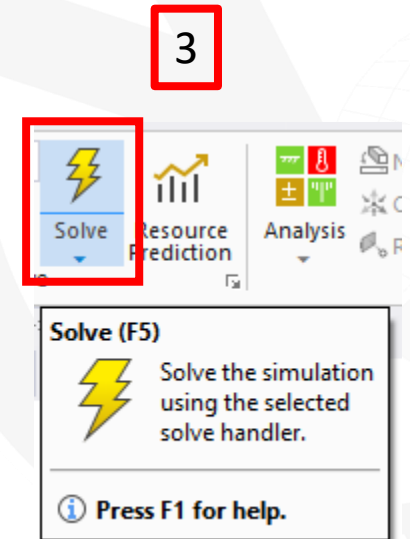 3
Solve
Resource
Prediction
Analysis
Solve (F5)
Solve the simulation
using the selected
solve handler.
Press F1 for help.